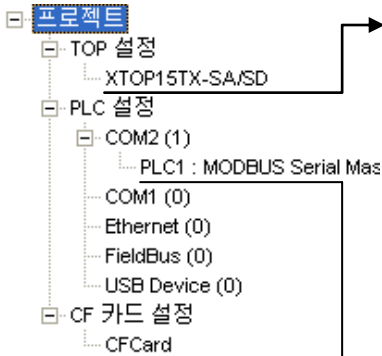 프로젝트
TOP 설정
XTOP15TX-SA/SD
PLC 설정
COM2 (1)
PLC1 : MODBUS Serial Mas
COM1 (0)
Ethernet (0)
FieldBus (0)
USB Device (0)
CF 카드 설정
CFCard